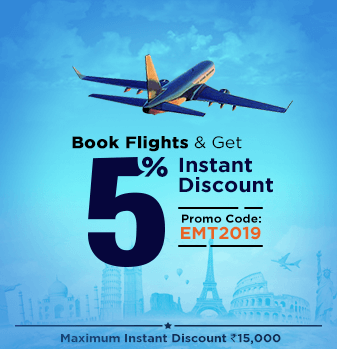 Book Flights & Get
5% Instant
Discount
Promo Code:
EMT2019
Maximum Instant Discount ₹15,000